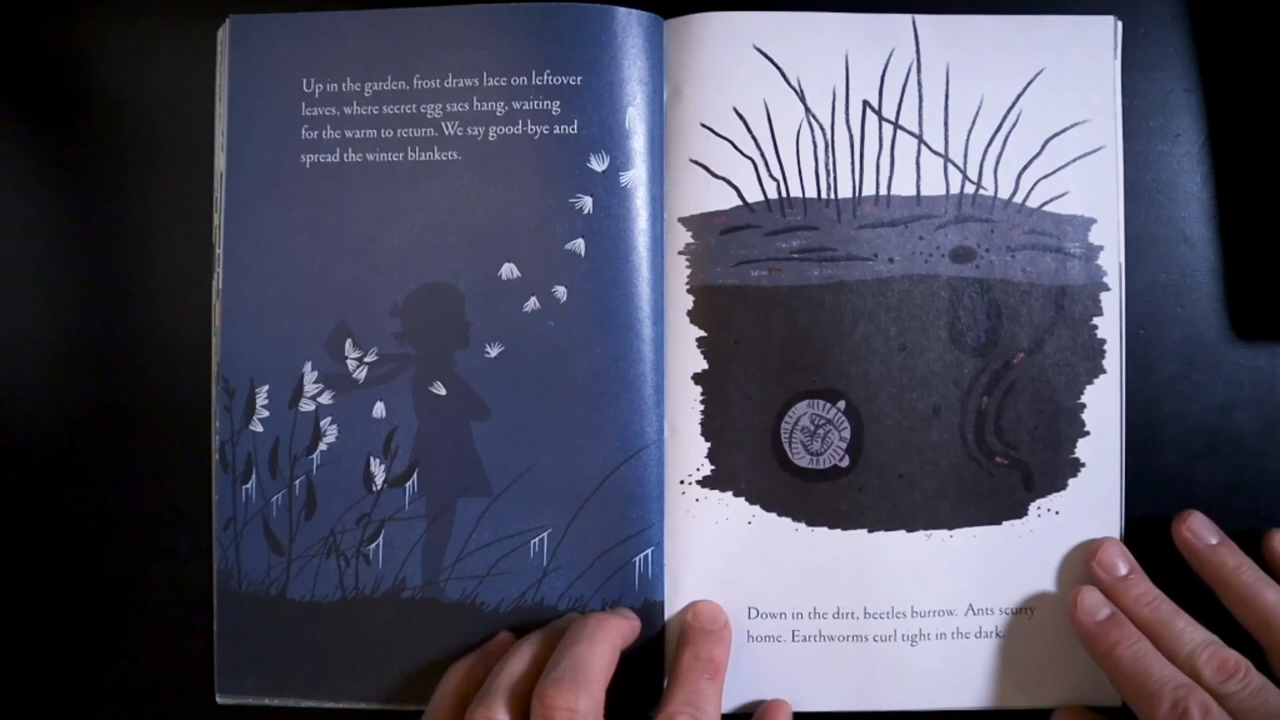 Up in the garden, frost draws lace on leftover
leaves, where secret egg sacs hang, waiting
for the warm to return. We say good-bye and
spread the winter blankets.
Down in the dirt, beetles burrow. Ants scurry
home. Earthworms curl tight in the dark.